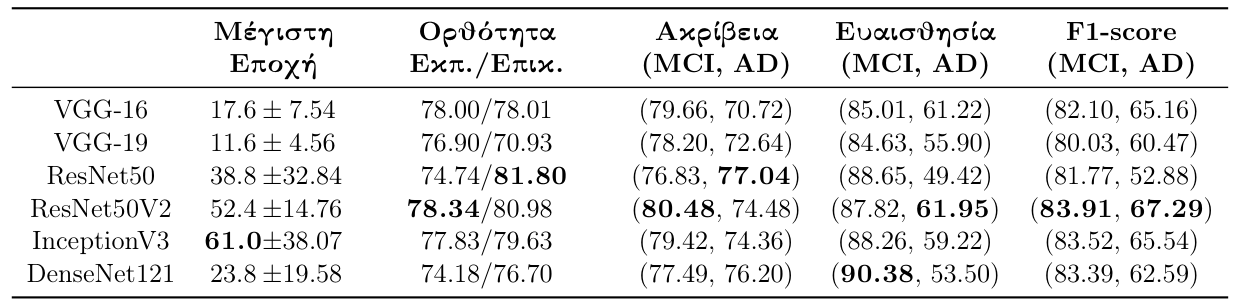 Μέγιστη Ορθότητα Ακρίβεια Ευαισθησία F1-score
Εποχή Εκπ./Επικ. (MCI, AD) (MCI, AD) (MCI, AD)
VGG-16 17.6 ± 7.54 78.00/78.01 (79.66, 70.72) (85.01, 61.22) (82.10, 65.16)
VGG-19 11.6 ± 4.56 76.90/70.93 (78.20, 72.64) (84.63, 55.90) (80.03, 60.47)
ResNet50 38.8 ±32.84 74.74/81.80 (76.83, 77.04) (88.65, 49.42) (81.77, 52.88)
ResNet50V2 52.4 ±14.76 78.34/80.98 (80.48, 74.48) (87.82, 61.95) (83.91, 67.29)
InceptionV3 61.0±38.07 77.83/79.63 (79.42, 74.36) (88.26, 59.22) (83.52, 65.54)
DenseNet121 23.8 ±19.58 74.18/76.70 (77.49, 76.20) (90.38, 53.50) (83.39, 62.59)